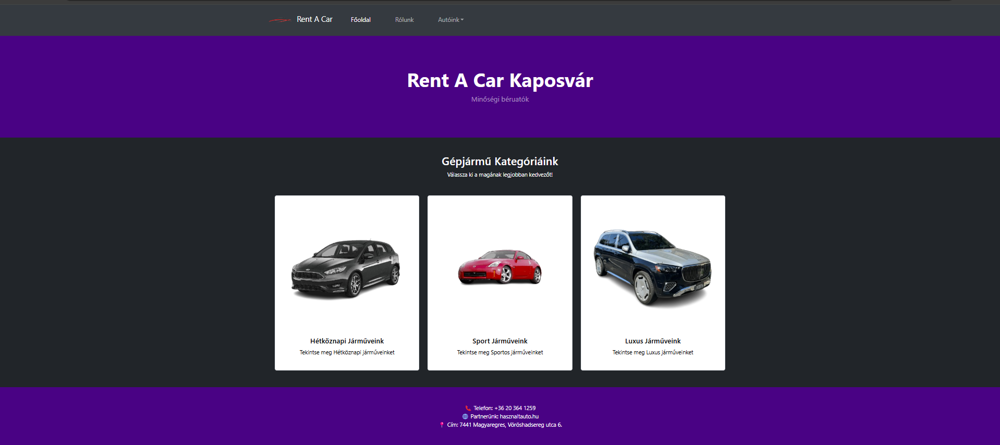 Rent A Car Főoldal Rólunk Autóink
Rent A Car Kaposvár
Minőségi béruatók
Gépjármű Kategóriáink
Válassza ki a magának legjobban kedvezőt!
Hétköznapi Járműveink
Tekintse meg Hétköznapi járműveinket
Sport Járműveink
Tekintse meg Sportos járműveinket
Luxus Járműveink
Tekintse meg Luxus járműveinket
Telefon: +36 20 364 1259
Partnerünk: hasznaltauto.hu
Cím: 7441 Magyaregres, Vöröshadsereg utca 6.